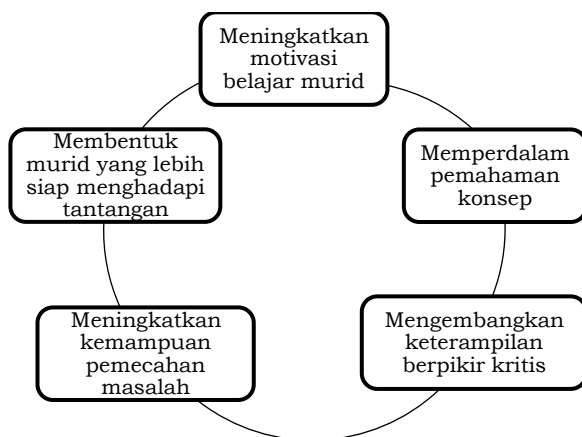 Meningkatkan
motivasi
belajar murid
Memperdalam
pemahaman
konsep
Mengembangkan
keterampilan
berpikir kritis
Meningkatkan
kemampuan
pemecahan
masalah
Membentuk
murid yang lebih
siap menghadapi
tantangan